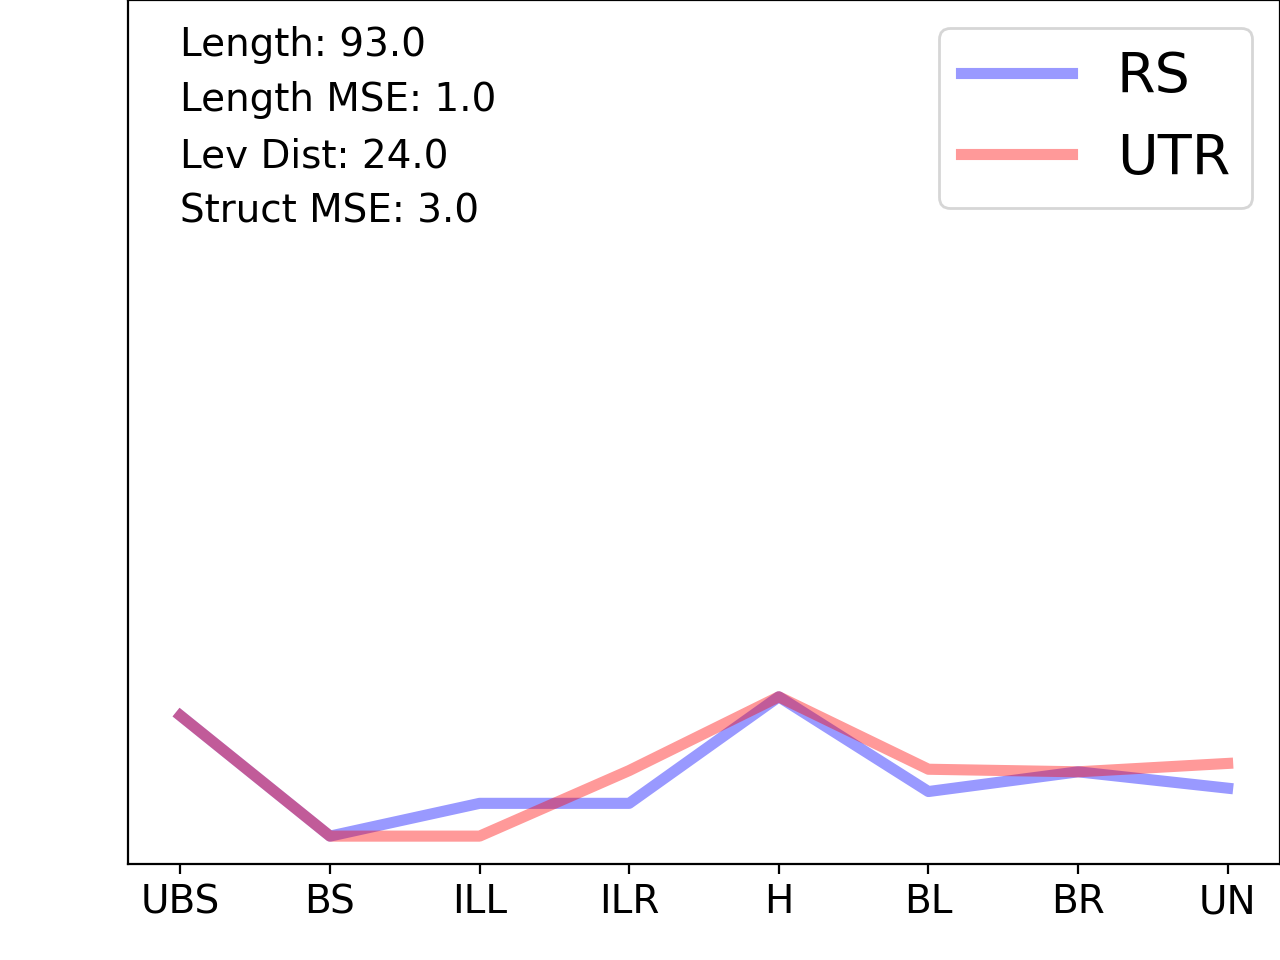 Length: 93.0
Length MSE: 1.0
Lev Dist: 24.0
Struct MSE: 3.0
RS
UTR
UBS BS ILL ILR H BL BR UN